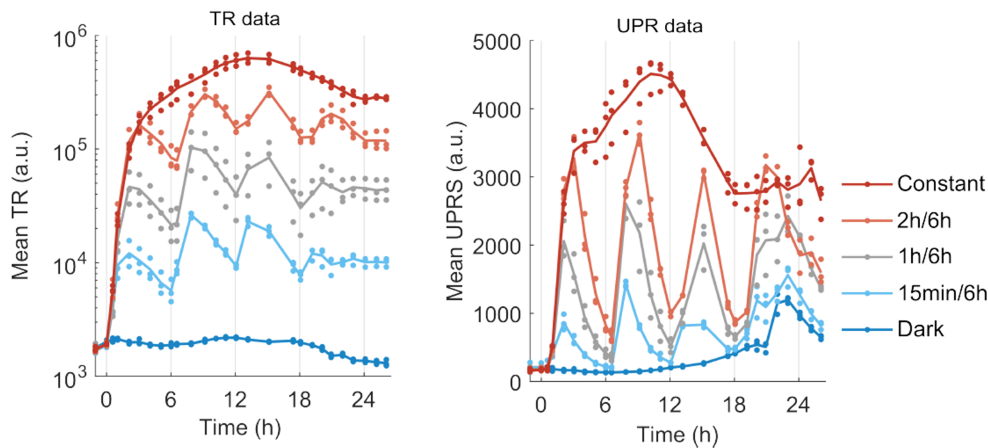 TR data
Mean TR (a.u.)
10^6
10^5
10^4
10^3
0 6 12 18 24
Time (h)
UPR data
Mean UPRS (a.u.)
5000
4000
3000
2000
1000
0
0 6 12 18 24
Time (h)
Constant
2h/6h
1h/6h
15min/6h
Dark